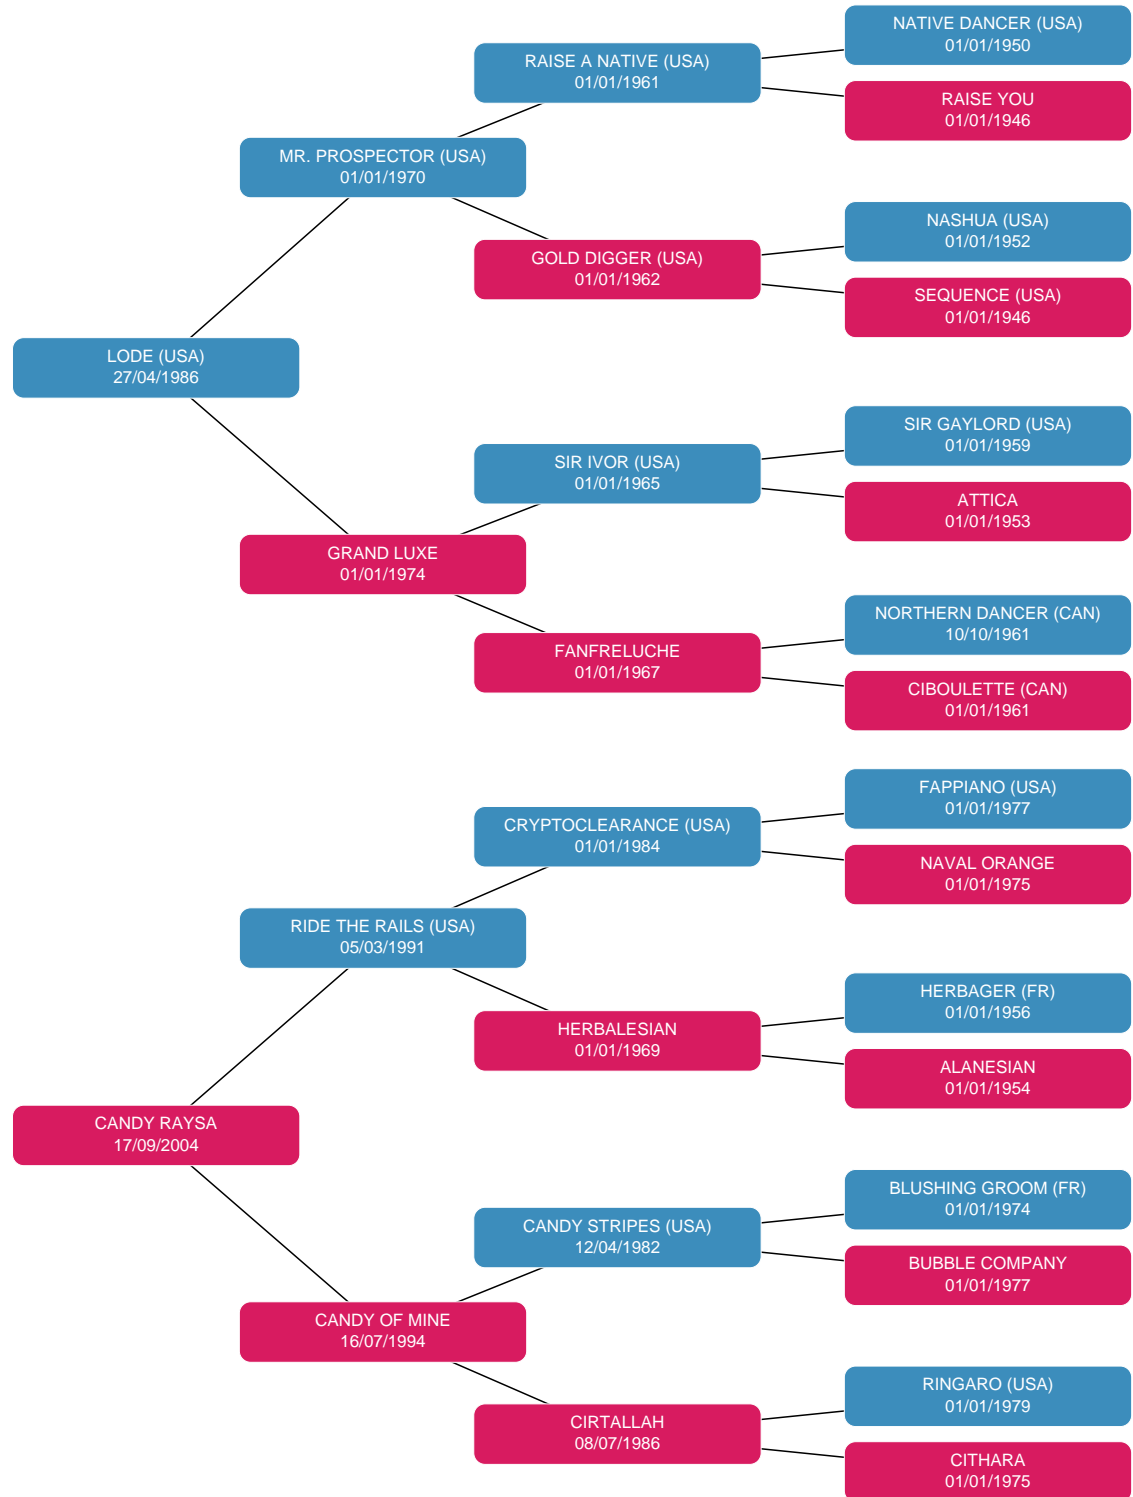 NATIVE DANCER (USA)
01/01/1950
RAISE A NATIVE (USA)
01/01/1961
RAISE YOU
01/01/1946
MR. PROSPECTOR (USA)
01/01/1970
NASHUA (USA)
01/01/1952
GOLD DIGGER (USA)
01/01/1962
SEQUENCE (USA)
01/01/1946
LODE (USA)
27/04/1986
SIR GAYLORD (USA)
01/01/1959
SIR IVOR (USA)
01/01/1965
ATTICA
01/01/1953
GRAND LUXE
01/01/1974
NORTHERN DANCER (CAN)
10/10/1961
FANFRELUCHE
01/01/1967
CIBOULETTE (CAN)
01/01/1961
FAPPIANO (USA)
01/01/1977
CRYPTOCLEARANCE (USA)
01/01/1984
NAVAL ORANGE
01/01/1975
RIDE THE RAILS (USA)
05/03/1991
HERBAGER (FR)
01/01/1956
HERBALESIAN
01/01/1969
ALANESIAN
01/01/1954
CANDY RAYSA
17/09/2004
BLUSHING GROOM (FR)
01/01/1974
CANDY STRIPES (USA)
12/04/1982
BUBBLE COMPANY
01/01/1977
CANDY OF MINE
16/07/1994
RINGARO (USA)
01/01/1979
CIRTALLAH
08/07/1986
CITHARA
01/01/1975